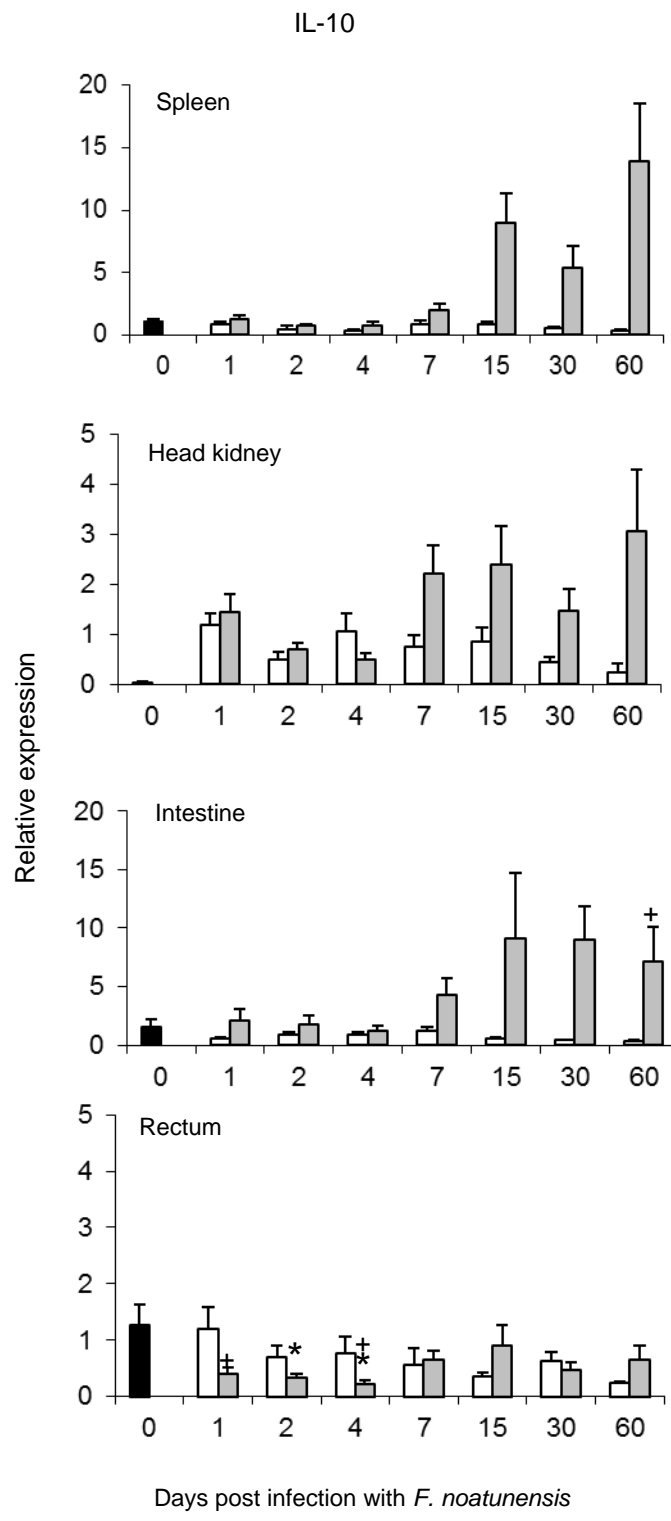 IL-10
Spleen
20
15
10
5
0
0 1 2 4 7 15 30 60
Head kidney
5
4
3
2
1
0
0 1 2 4 7 15 30 60
Relative expression
Intestine
20
15
10
5
0
+
0 1 2 4 7 15 30 60
Rectum
5
4
3
2
1
0
‡ * + *
0 1 2 4 7 15 30 60
Days post infection with F. noatunensis